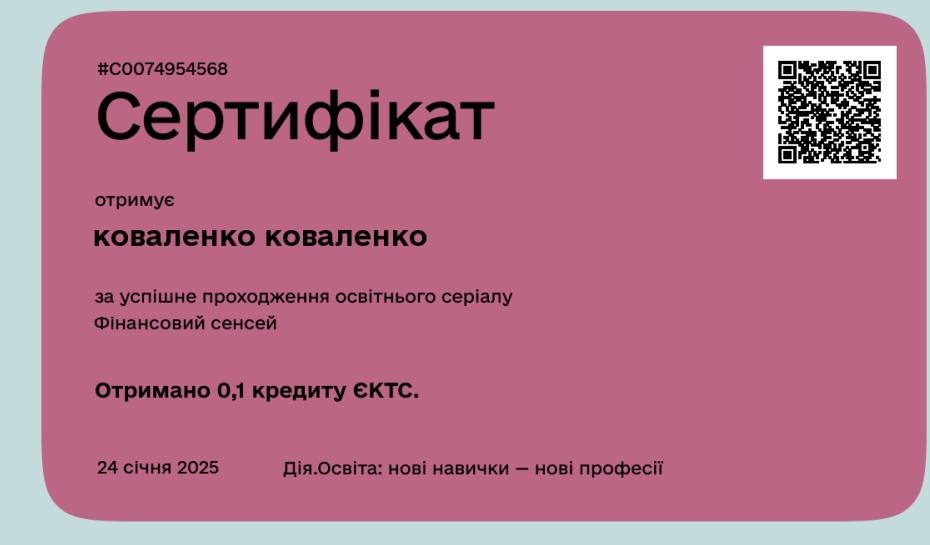 #C0074954568
Сертифікат
отримує
коваленко коваленко
за успішне проходження освітнього серіалу
Фінансовий сенсей
Отримано 0,1 кредиту ЄКТС.
24 січня 2025
Дія.Освіта: нові навички — нові професії